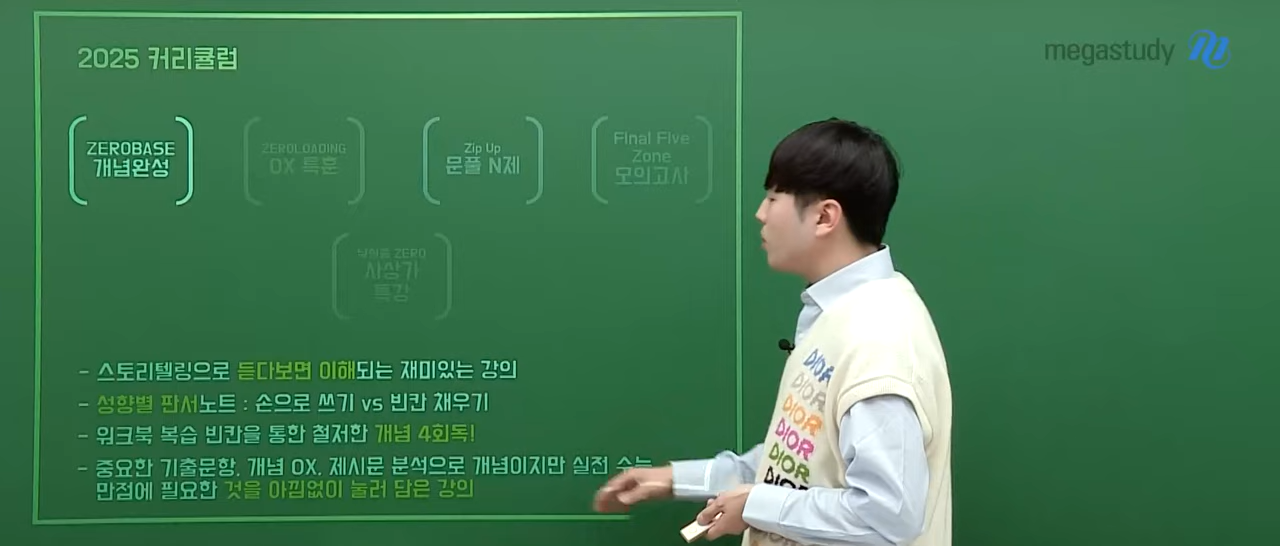 2025 커리큘럼
megastudy
ZEROBASE
개념완성
ZEROLOADING
OX 특훈
Zip Up
문풀 N제
Final Five
Zone
모의고사
ZERO
사상가
특강
- 스토리텔링으로 듣다보면 이해되는 재미있는 강의
- 성향별 판서노트 : 손으로 쓰기 vs 빈칸 채우기
- 워크북 복습 빈칸을 통한 철저한 개념 4회독!
- 중요한 기출문항, 개념 OX, 제시문 분석으로 개념이지만 실전 수능
만점에 필요한 것을 아낌없이 눌러 담은 강의
DIOR
DIOR
DIOR
DIOR
DIOR
DIOR